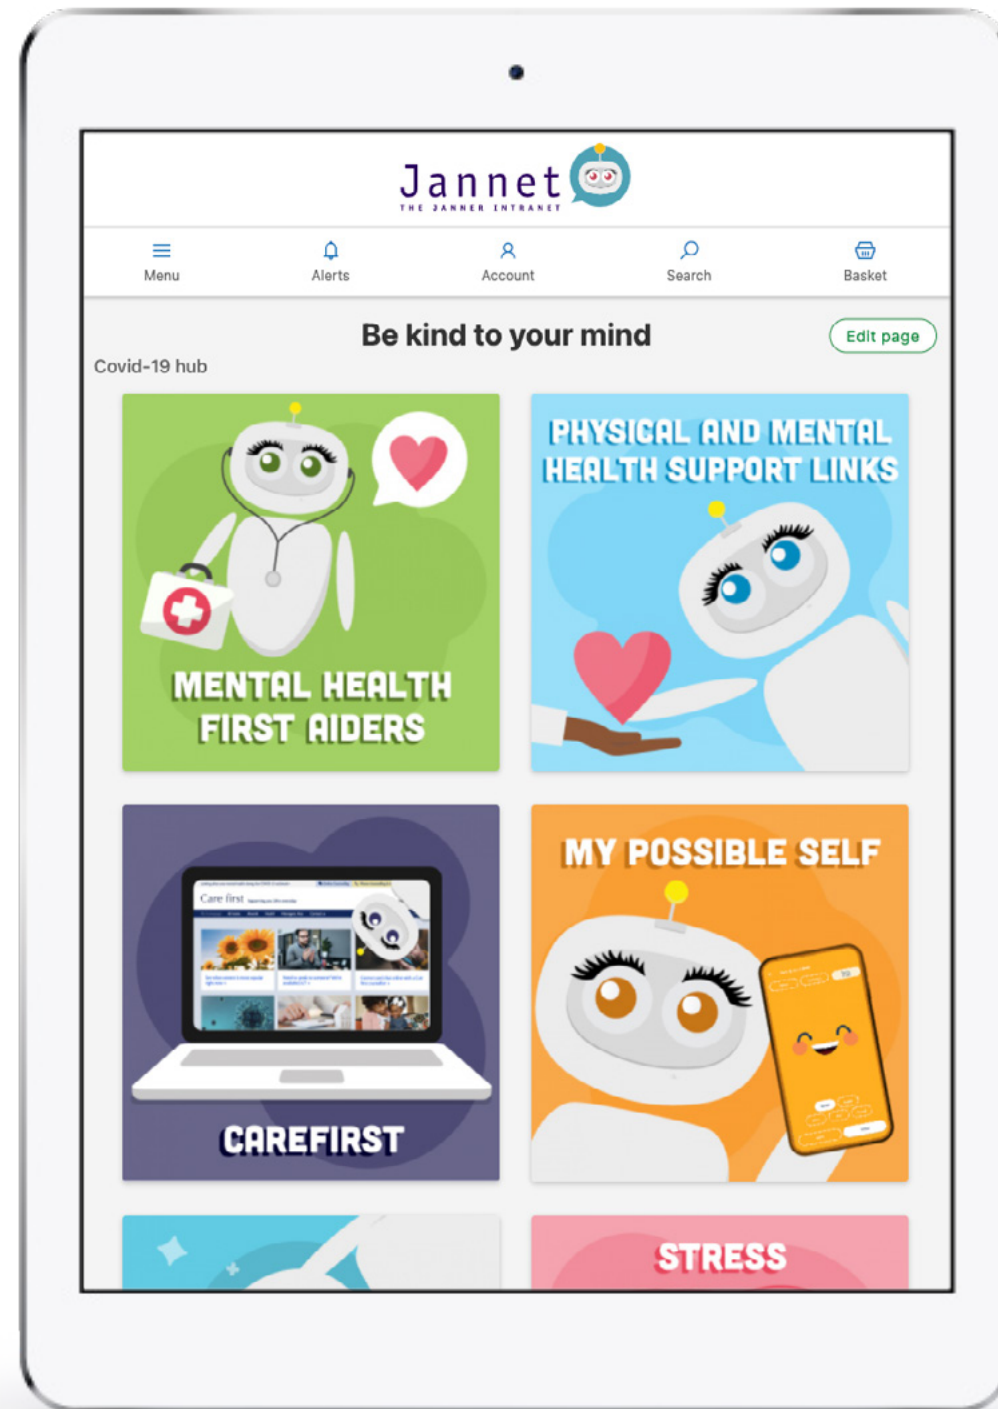 Jannet
THE JANNER INTRANET
Menu
Alerts
Account
Search
Basket
Be kind to your mind
Edit page
Covid-19 hub
MENTAL HEALTH
FIRST AIDERS
PHYSICAL AND MENTAL
HEALTH SUPPORT LINKS
Care first
CAREFIRST
MY POSSIBLE SELF
STRESS